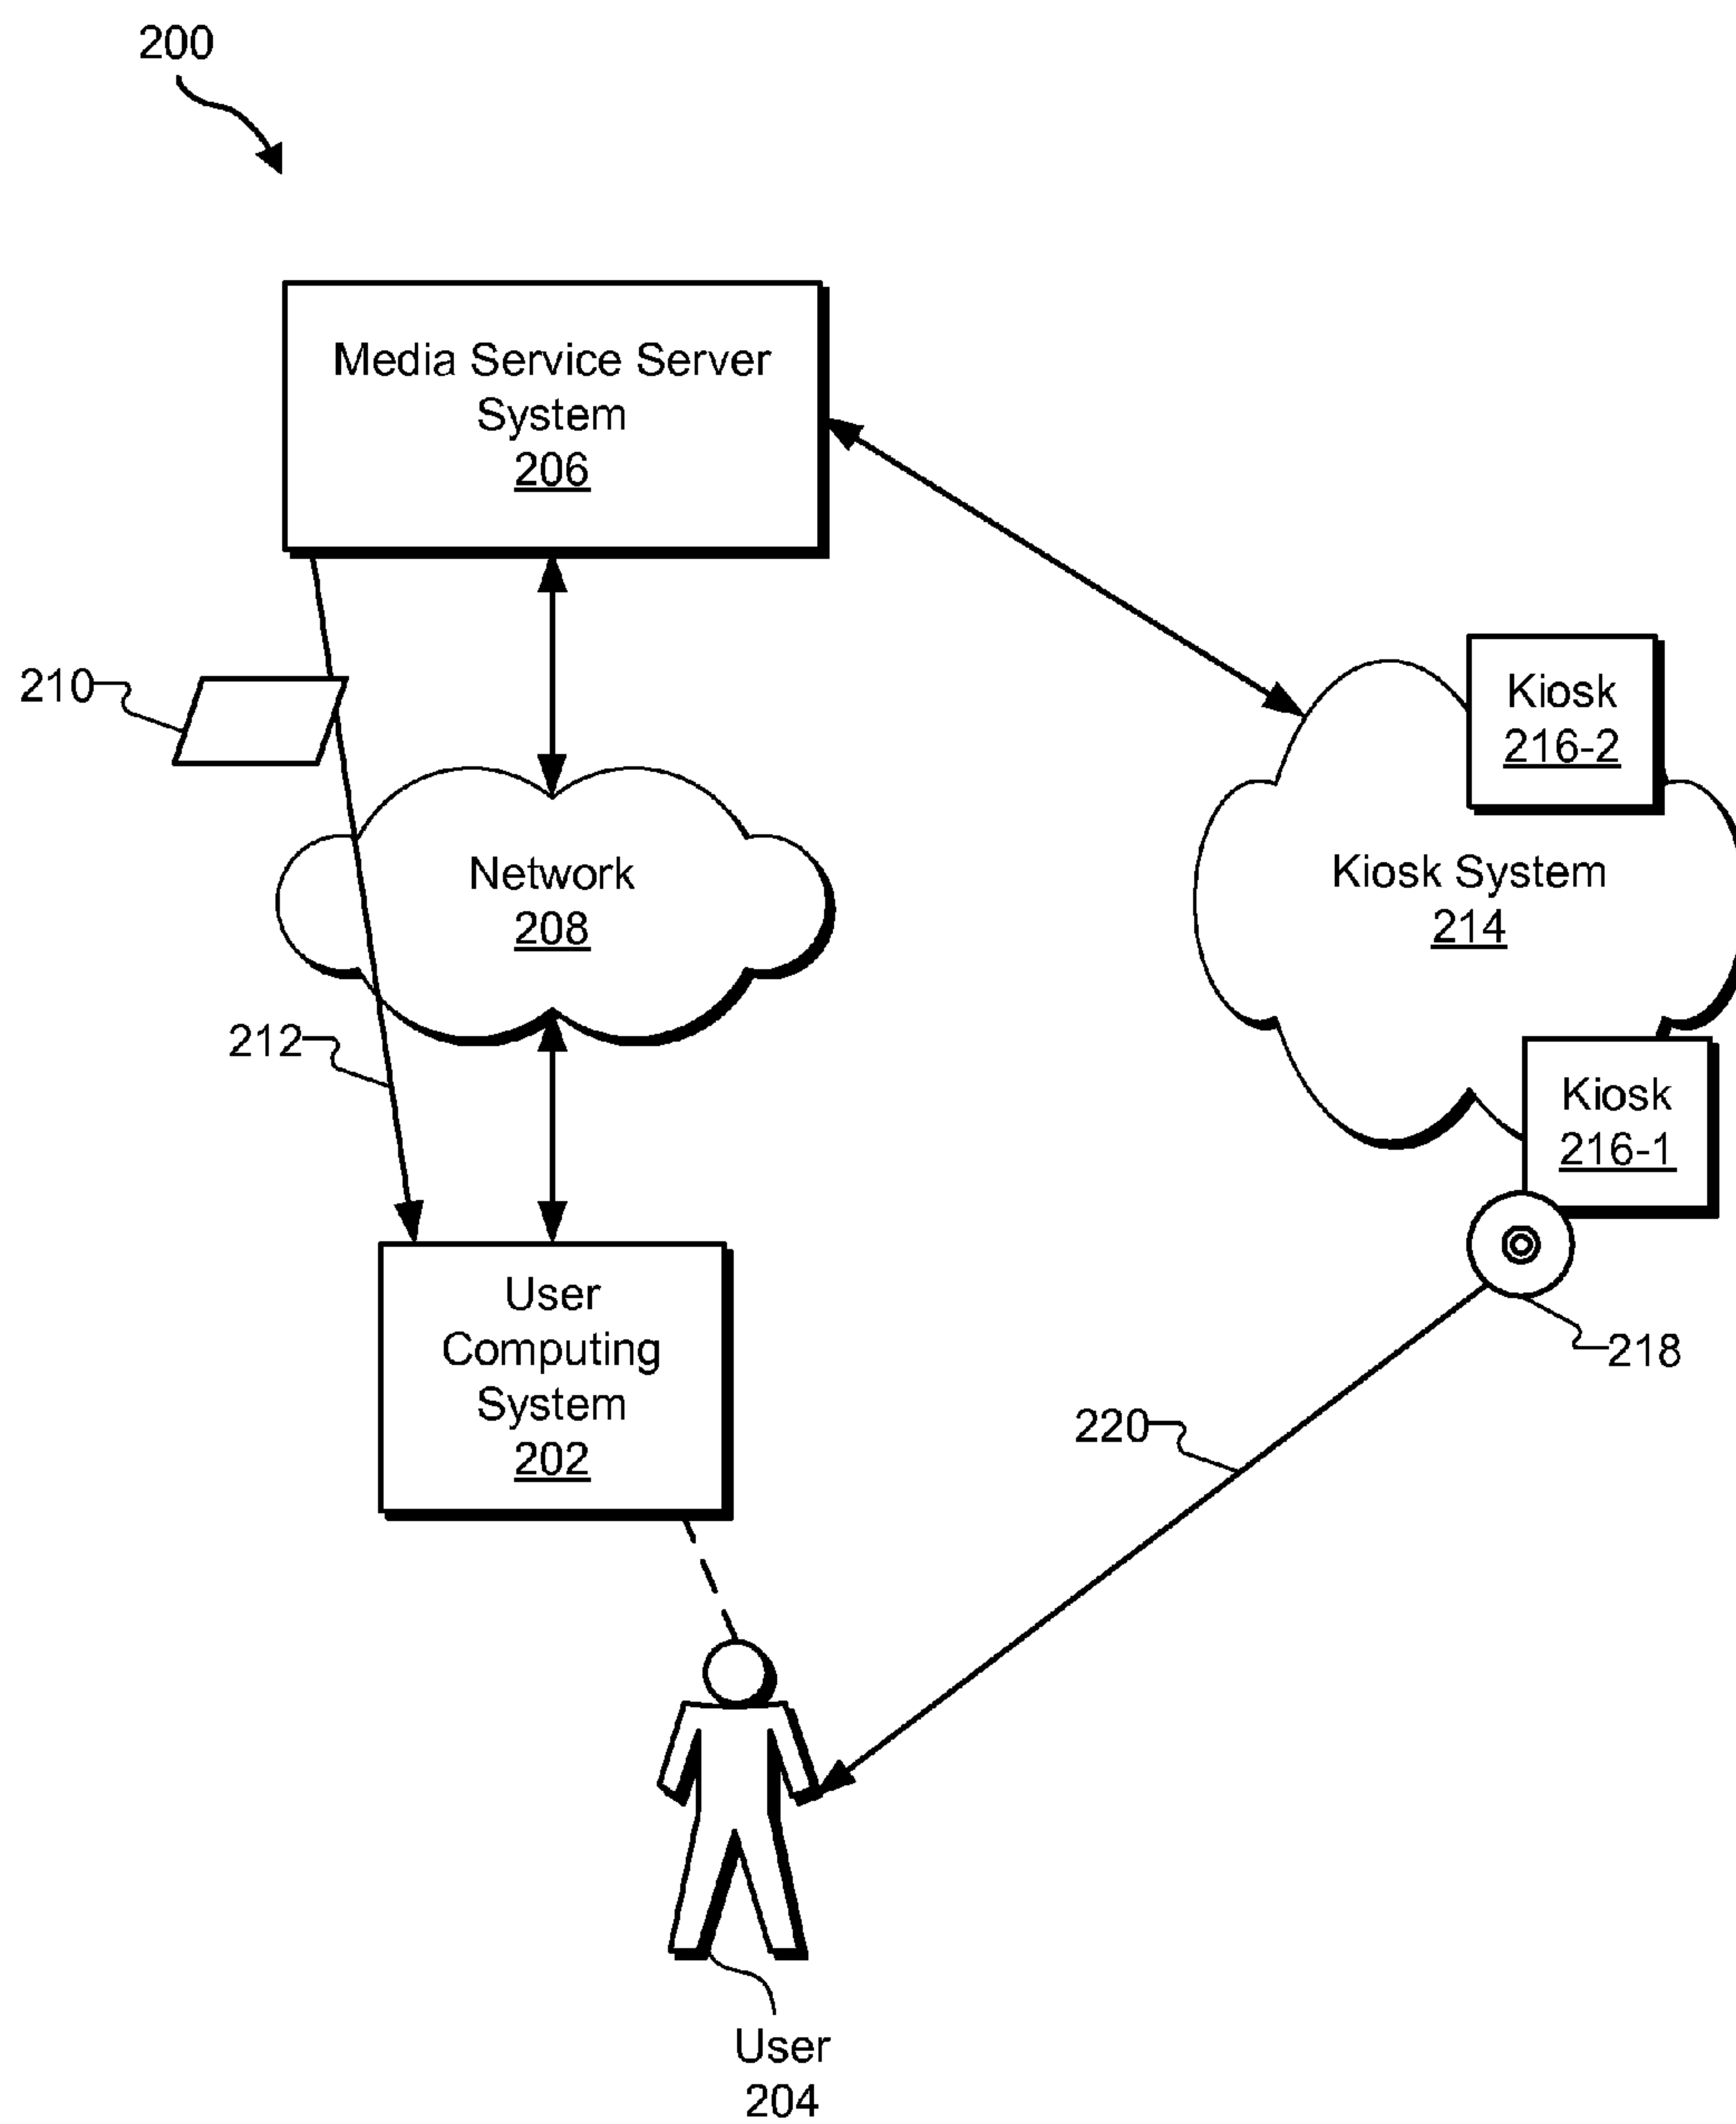 200
Media Service Server
System
206
210
Kiosk
216-2
Network
208
Kiosk System
214
212
Kiosk
216-1
User
Computing
System
202
218
220
User
204